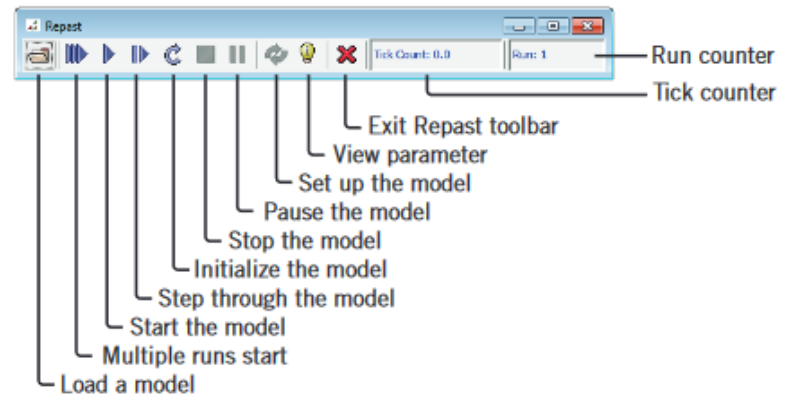 Repast
Tick Count: 0.0
Run: 1
Run counter
Tick counter
Exit Repast toolbar
View parameter
Set up the model
Pause the model
Stop the model
Initialize the model
Step through the model
Start the model
Multiple runs start
Load a model